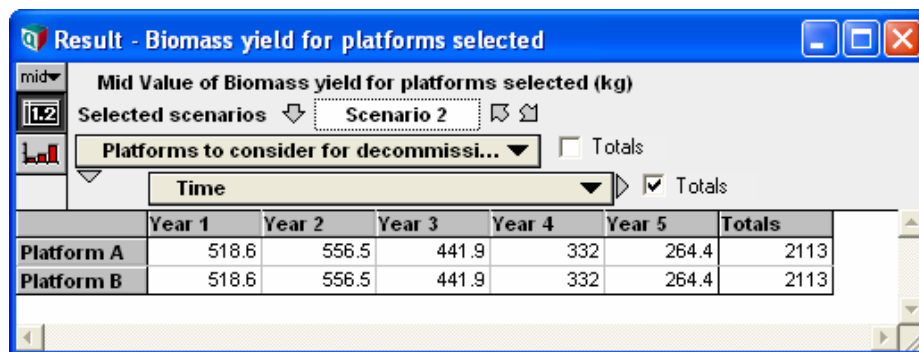 Result - Biomass yield for platforms selected
mid
Mid Value of Biomass yield for platforms selected (kg)
1.2 Selected scenarios Scenario 2
Platforms to consider for decommissi... Totals
Time Totals
Year 1 Year 2 Year 3 Year 4 Year 5 Totals
Platform A 518.6 556.5 441.9 332 264.4 2113
Platform B 518.6 556.5 441.9 332 264.4 2113